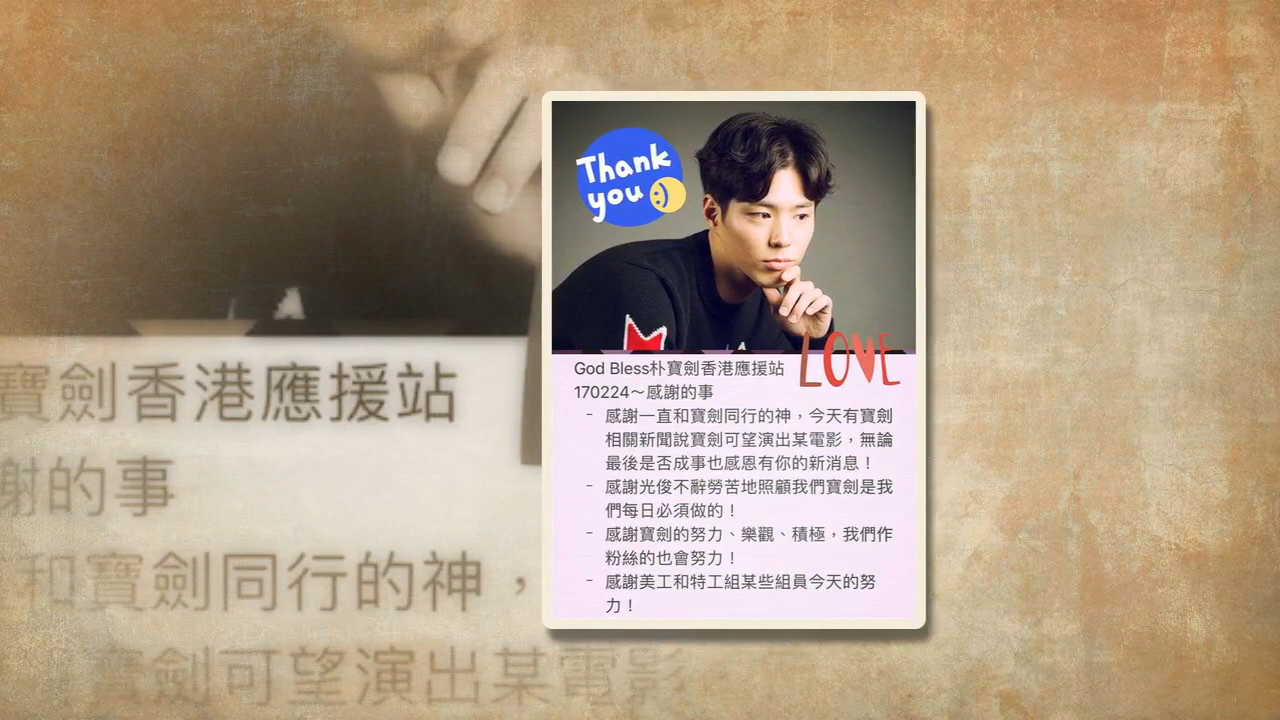 Thank
you
LOVE
God Bless朴寶劍香港應援站
170224～感謝的事
- 感謝一直和寶劍同行的神，今天有寶劍
相關新聞說寶劍可望演出某電影，無論
最後是否成事也感恩有你的新消息！
- 感謝光俊不辭勞苦地照顧我們寶劍是我
們每日必須做的！
- 感謝寶劍的努力、樂觀、積極，我們作
粉絲的也會努力！
- 感謝美工和特工組某些組員今天的努
力！
寶劍香港應援站
謝的事
和寶劍同行的神，
寶劍可望演出某電影